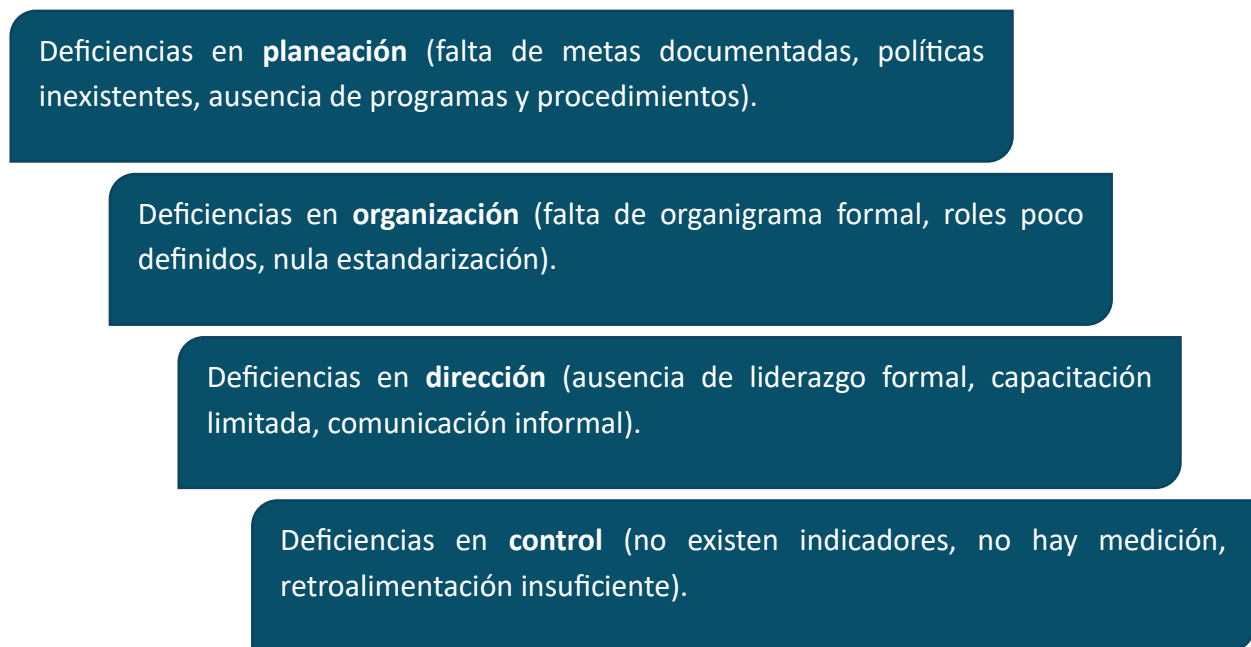 Deficiencias en planeación (falta de metas documentadas, políticas
inexistentes, ausencia de programas y procedimientos).
Deficiencias en organización (falta de organigrama formal, roles poco
definidos, nula estandarización).
Deficiencias en dirección (ausencia de liderazgo formal, capacitación
limitada, comunicación informal).
Deficiencias en control (no existen indicadores, no hay medición,
retroalimentación insuficiente).